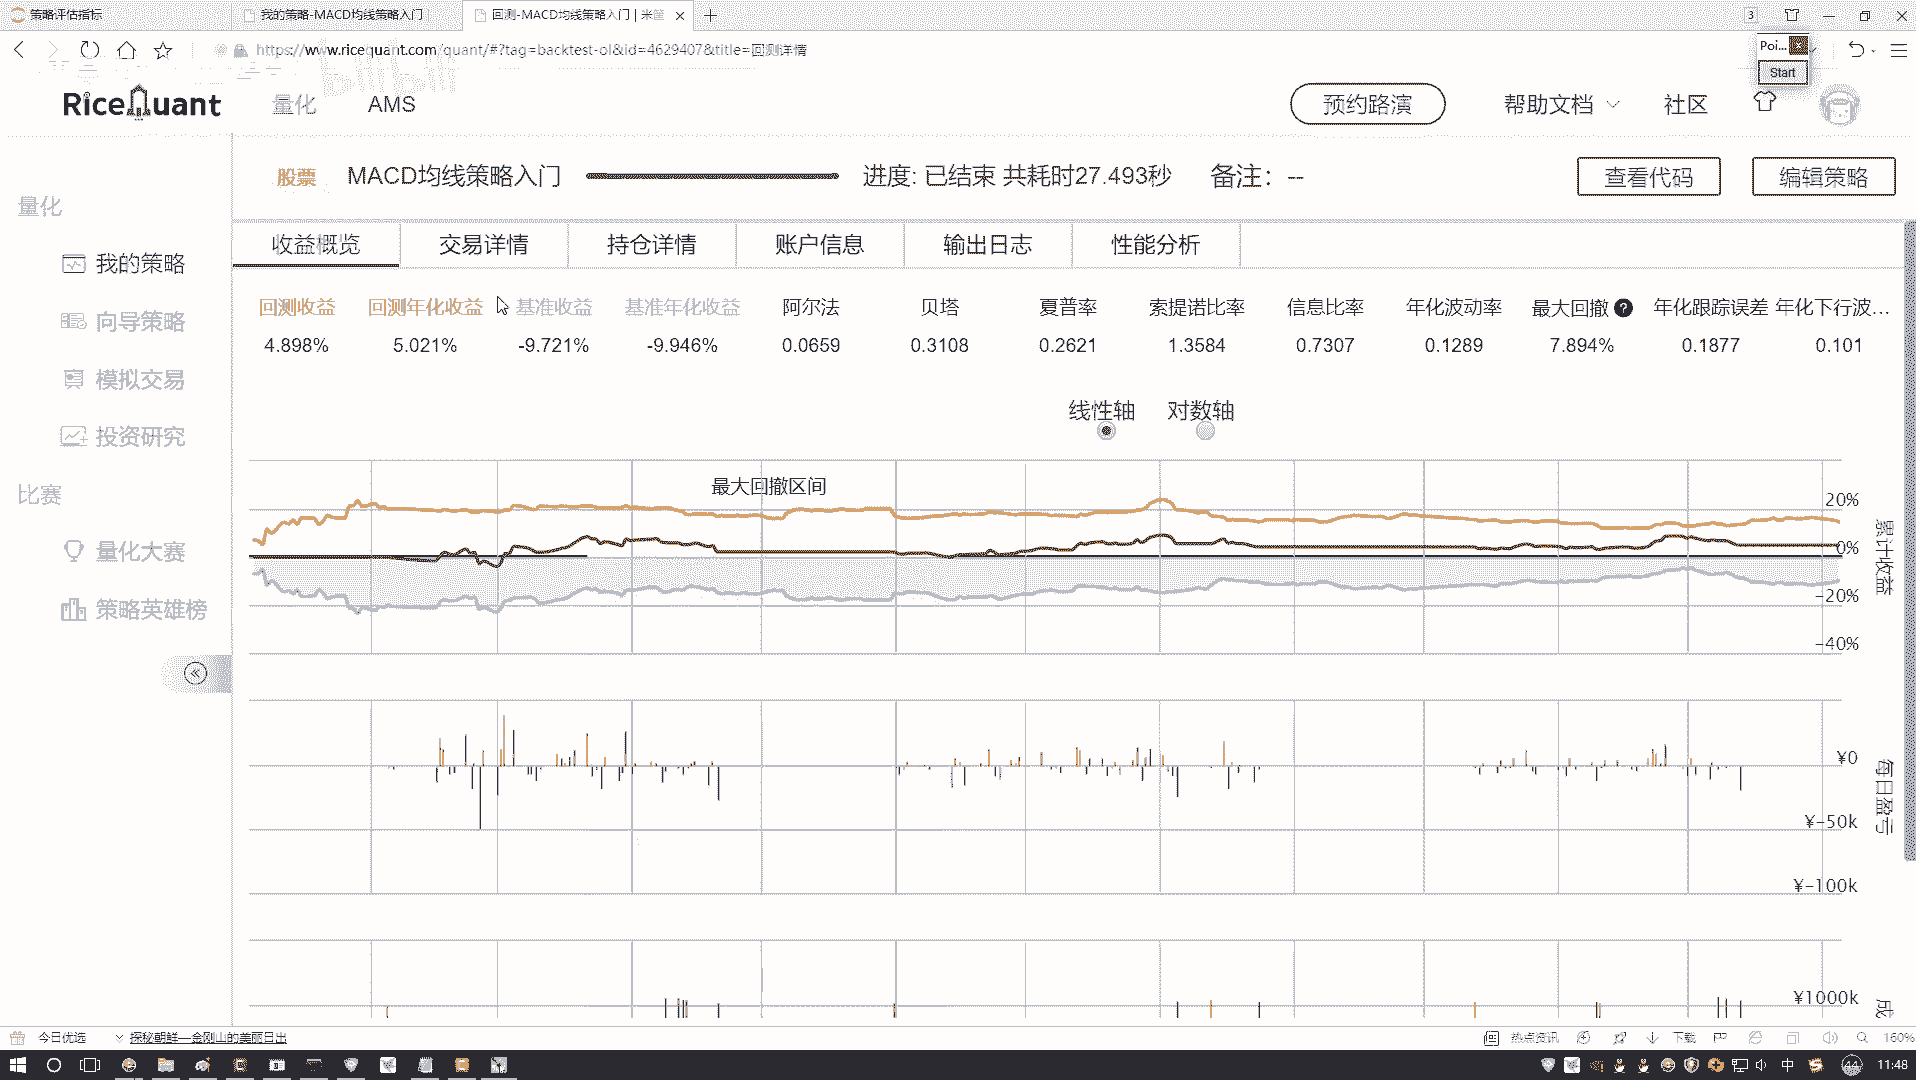 策略评估指标
我的策略-MACD均线策略入门
回测-MACD均线策略入门 | 米筐
3
https://www.ricequant.com/quant/#?tag=backtest-ol&id=4629407&title=回测详情
bilibili
Poi...
Start
RiceQuant
量化
AMS
预约路演
帮助文档
社区
股票
MACD均线策略入门
进度: 已结束 共耗时27.493秒
备注: --
查看代码
编辑策略
量化
我的策略
向导策略
模拟交易
投资研究
比赛
量化大赛
策略英雄榜
收益概览
交易详情
持仓详情
账户信息
输出日志
性能分析
回测收益 回测年化收益 基准收益 基准年化收益 阿尔法 贝塔 夏普率 索提诺比率 信息比率 年化波动率 最大回撤 ? 年化跟踪误差 年化下行波...
4.898% 5.021% -9.721% -9.946% 0.0659 0.3108 0.2621 1.3584 0.7307 0.1289 7.894% 0.1877 0.101
线性轴 对数轴
最大回撤区间
20%
0%
-20%
-40%
累计收益
¥0
¥-50k
¥-100k
每日盈亏
¥1000k
成
今日优选
探秘朝鲜—金刚山的美丽日出
热点资讯
下载
160%
中
44
11:48